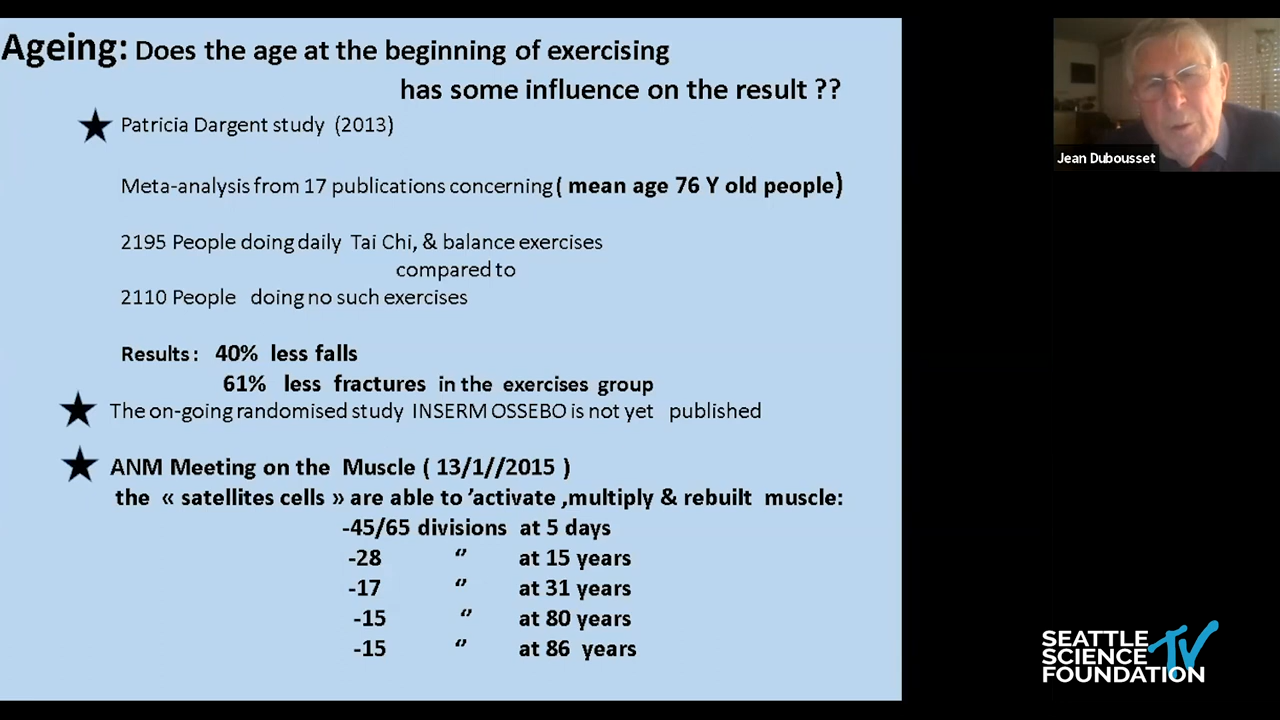 Ageing: Does the age at the beginning of exercising
has some influence on the result ??
Patricia Dargent study (2013)
Meta-analysis from 17 publications concerning ( mean age 76 Y old people)
2195 People doing daily Tai Chi, & balance exercises
compared to
2110 People doing no such exercises
Results : 40% less falls
61% less fractures in the exercises group
The on-going randomised study INSERM OSSEBO is not yet published
ANM Meeting on the Muscle ( 13/1//2015 )
the « satellites cells » are able to ’activate ,multiply & rebuilt muscle:
-45/65 divisions at 5 days
-28 “ at 15 years
-17 “ at 31 years
-15 “ at 80 years
-15 “ at 86 years
Jean Dubousset
SEATTLE
SCIENCE TV
FOUNDATION